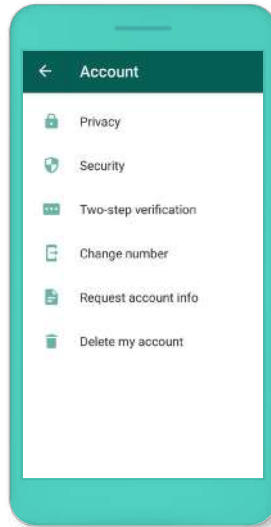 Account
Privacy
Security
Two-step verification
Change number
Request account info
Delete my account